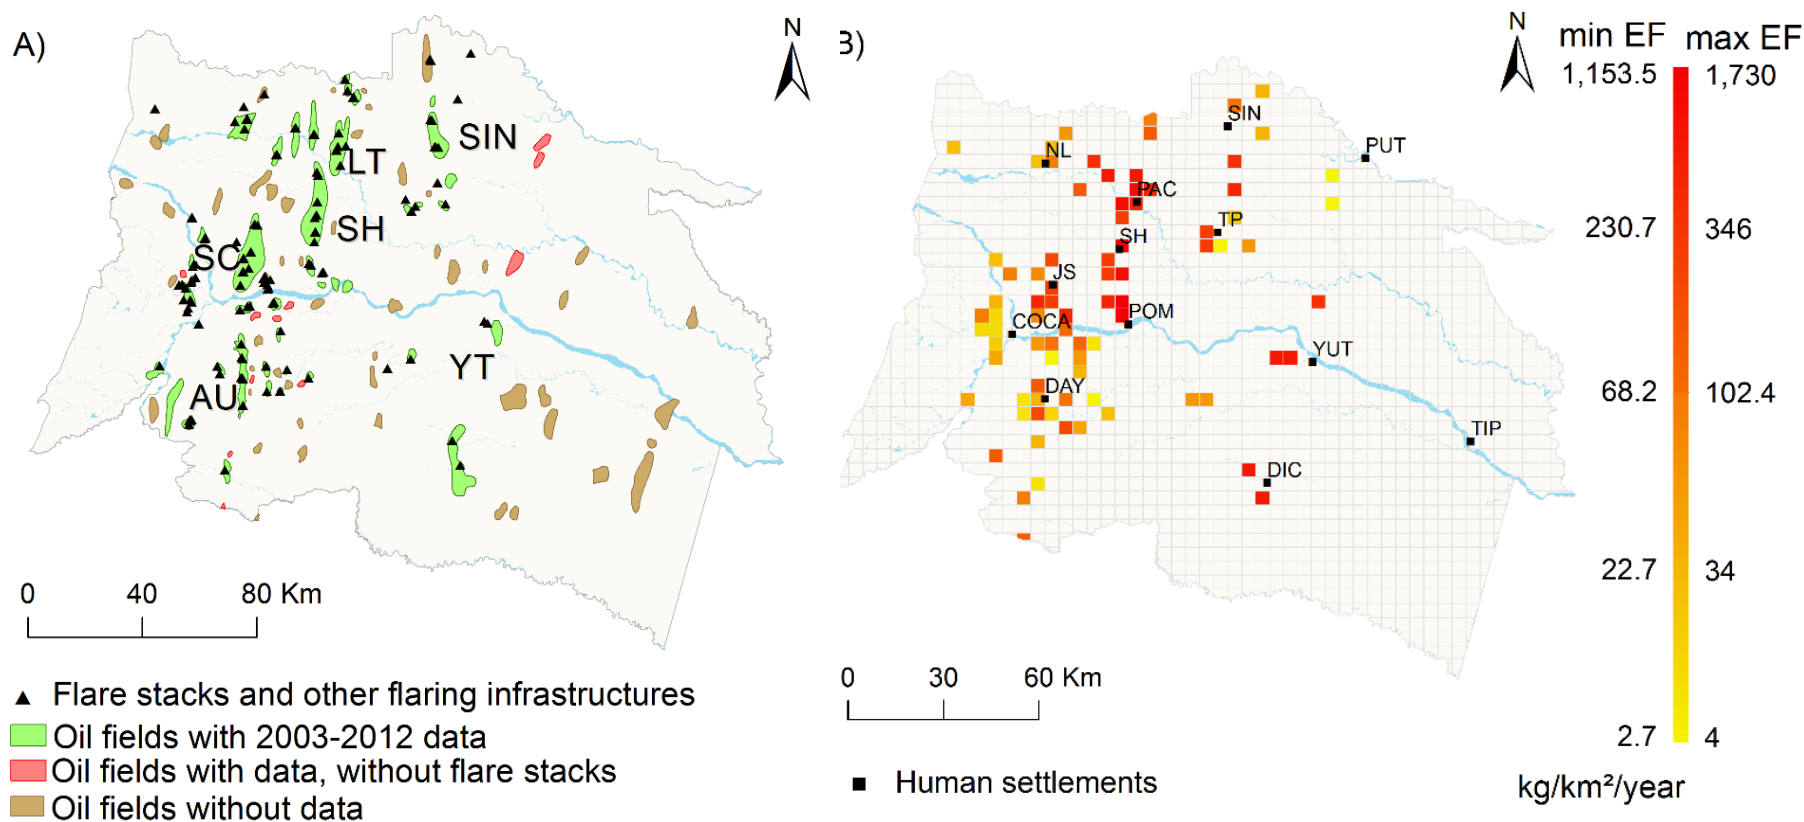 A)
N
SIN
LT
SH
SC
YT
AU
0 40 80 Km
Flare stacks and other flaring infrastructures
Oil fields with 2003-2012 data
Oil fields with data, without flare stacks
Oil fields without data
B)
N
min EF max EF
1,153.5 1,730
230.7 346
68.2 102.4
22.7 34
2.7 4
kg/km²/year
SIN
PUT
NL
PAC
TP
SH
JS
COCA
POM
YUT
DAY
TIP
DIC
0 30 60 Km
Human settlements